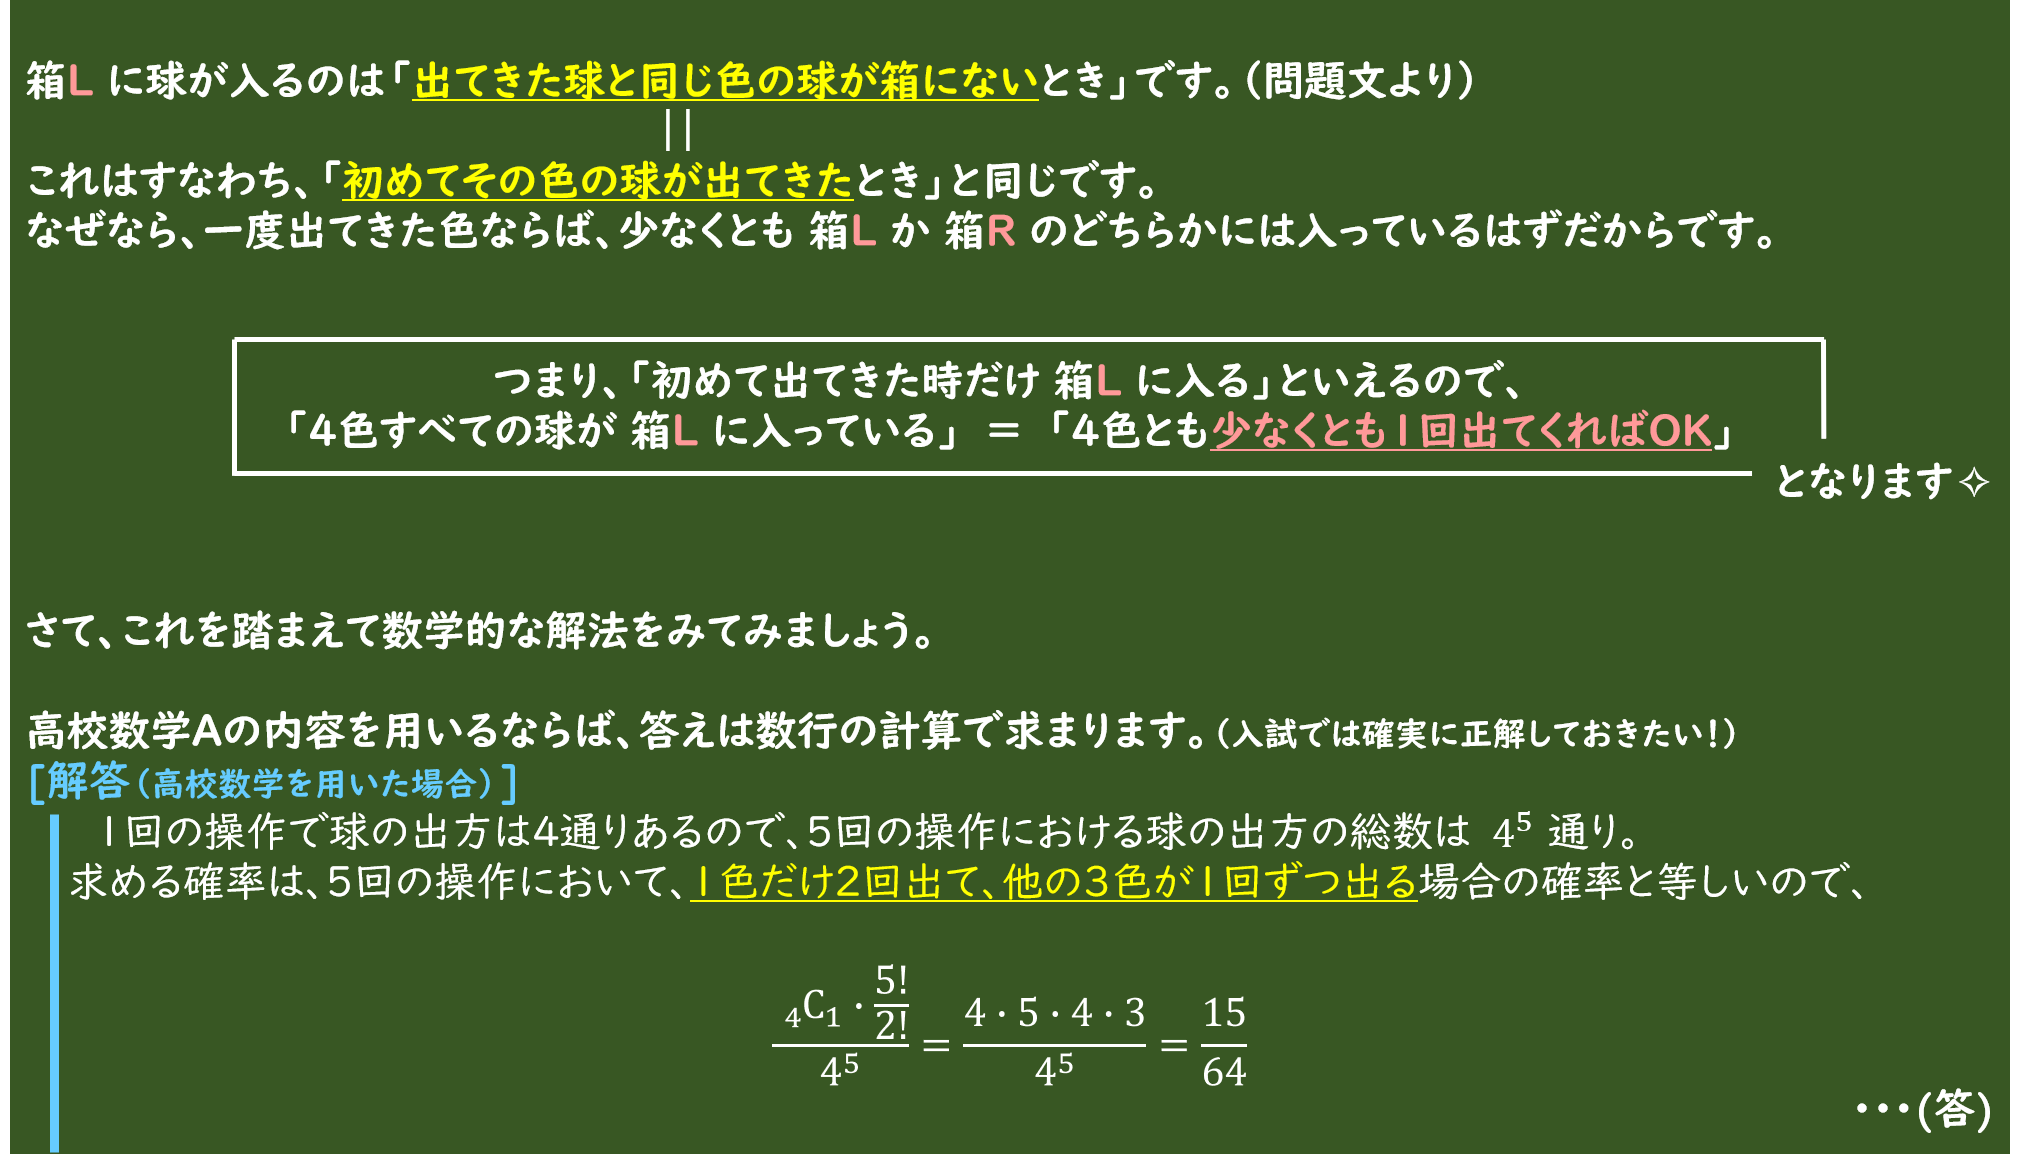 箱L に球が入るのは「出てきた球と同じ色の球が箱にないとき」です。（問題文より）
||
これはすなわち、「初めてその色の球が出てきたとき」と同じです。
なぜなら、一度出てきた色ならば、少なくとも 箱L か 箱R のどちらかには入っているはずだからです。
つまり、「初めて出てきた時だけ 箱L に入る」といえるので、
「4色すべての球が 箱L に入っている」 ＝ 「4色とも少なくとも1回出てくればOK」
となります✧
さて、これを踏まえて数学的な解法をみてみましょう。
高校数学Aの内容を用いるならば、答えは数行の計算で求まります。（入試では確実に正解しておきたい！）
[解答（高校数学を用いた場合）]
1回の操作で球の出方は4通りあるので、5回の操作における球の出方の総数は 4⁵ 通り。
求める確率は、5回の操作において、1色だけ2回出て、他の3色が1回ずつ出る場合の確率と等しいので、
(₄C₁ · 5!/2!)/4⁵ = (4 · 5 · 4 · 3)/4⁵ = 15/64
･･･(答)